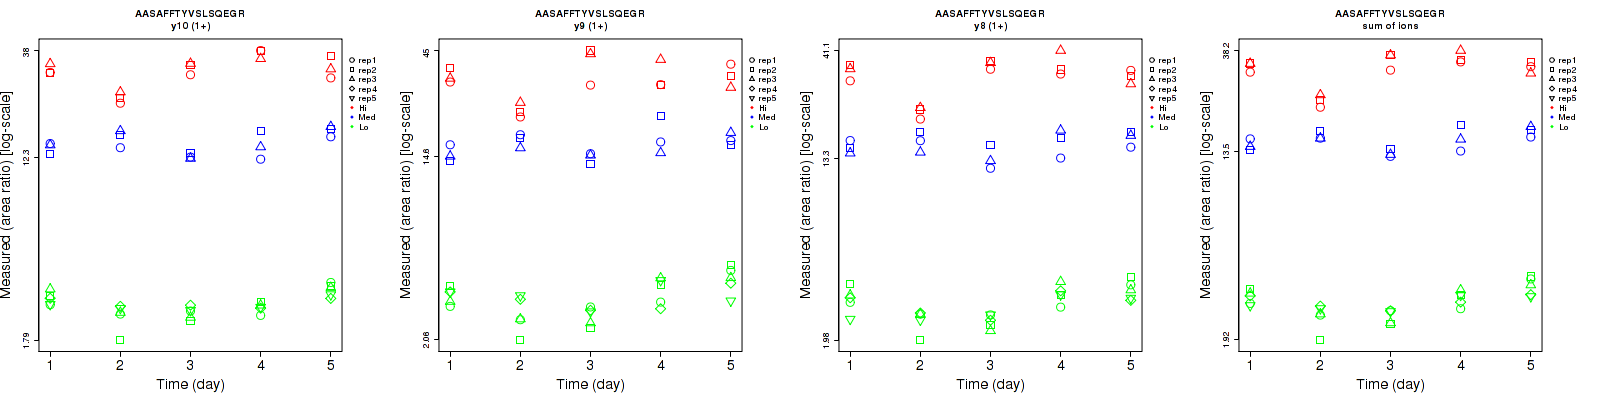 AASAFFTYVSLSQEGR
y10 (1+)
Measured (area ratio) [log-scale]
38
12.3
1.79
1 2 3 4 5
Time (day)
rep1
rep2
rep3
rep4
rep5
Hi
Med
Lo
AASAFFTYVSLSQEGR
y9 (1+)
Measured (area ratio) [log-scale]
45
14.6
2.06
1 2 3 4 5
Time (day)
rep1
rep2
rep3
rep4
rep5
Hi
Med
Lo
AASAFFTYVSLSQEGR
y8 (1+)
Measured (area ratio) [log-scale]
41.1
13.3
1.98
1 2 3 4 5
Time (day)
rep1
rep2
rep3
rep4
rep5
Hi
Med
Lo
AASAFFTYVSLSQEGR
sum of ions
Measured (area ratio) [log-scale]
38.2
13.5
1.92
1 2 3 4 5
Time (day)
rep1
rep2
rep3
rep4
rep5
Hi
Med
Lo